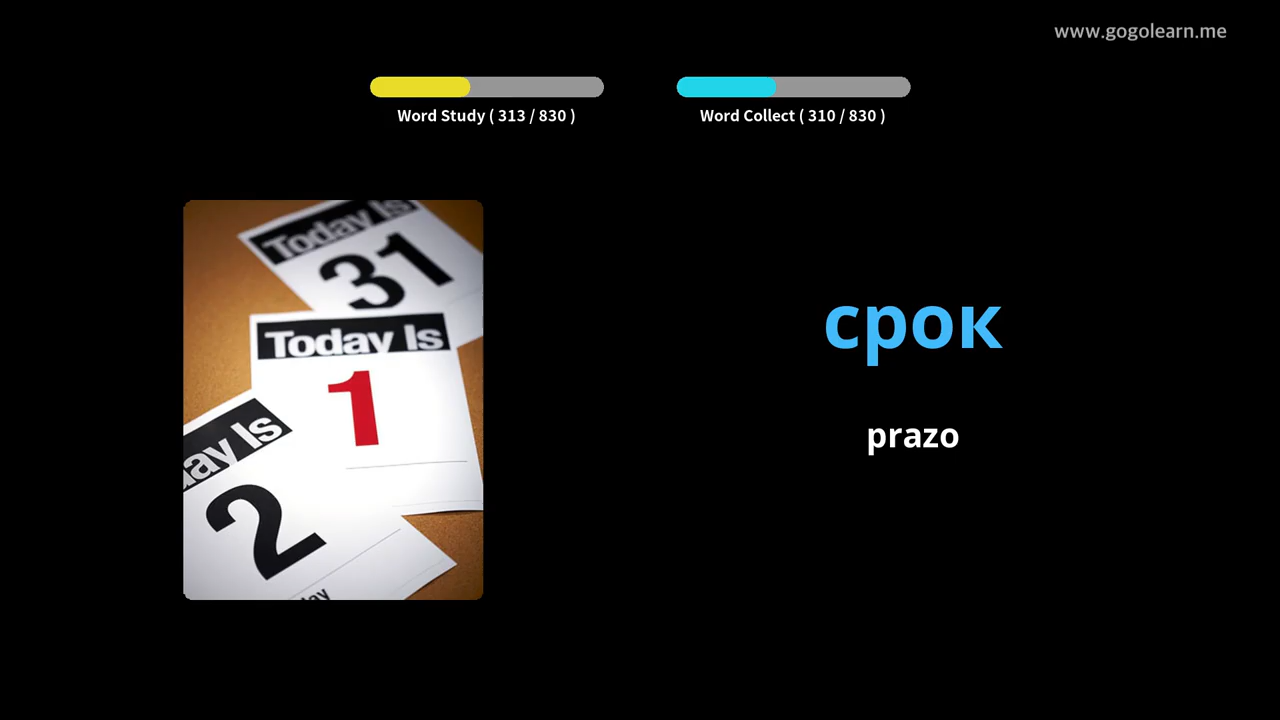 www.gogolearn.me
Word Study ( 313 / 830 )
Word Collect ( 310 / 830 )
Today Is
31
Today Is
1
ay Is
2
ay
срок
prazo